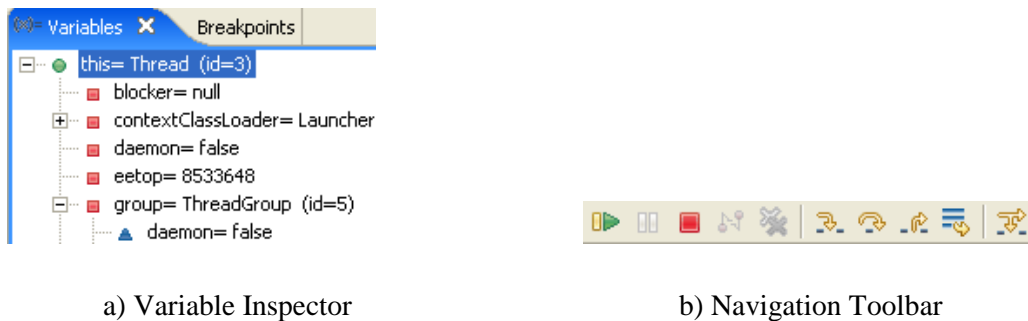 (x)= Variables Breakpoints
this= Thread (id=3)
blocker= null
contextClassLoader= Launcher
daemon= false
eetop= 8533648
group= ThreadGroup (id=5)
daemon= false
a) Variable Inspector
b) Navigation Toolbar